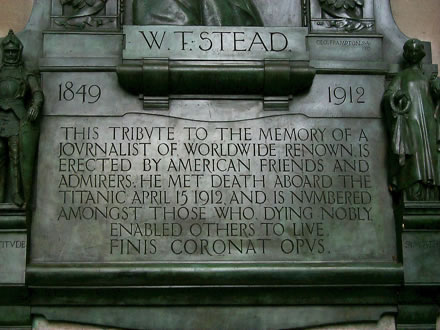 W. T. STEAD
1849 1912
THIS TRIBVTE TO THE MEMORY OF A
JOVRNALIST OF WORLDWIDE RENOWN, IS
ERECTED BY AMERICAN FRIENDS AND
ADMIRERS. HE MET DEATH ABOARD THE
TITANIC APRIL 15 1912, AND IS NVMBERED
AMONGST THOSE WHO, DYING NOBLY,
ENABLED OTHERS TO LIVE.
FINIS CORONAT OPVS.